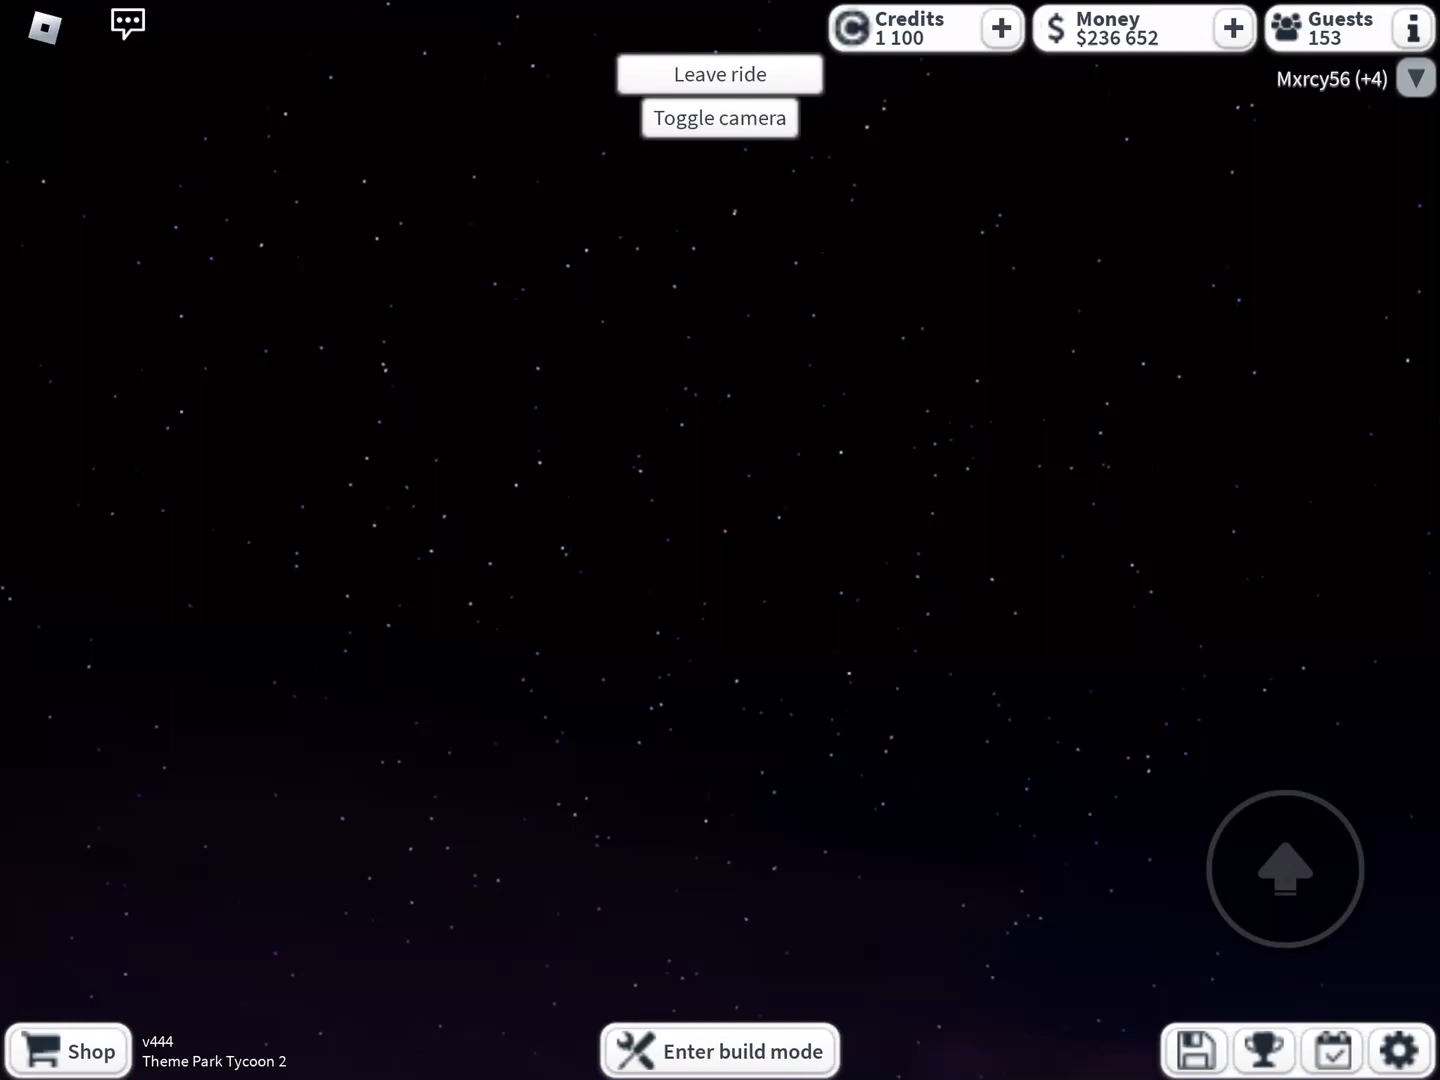 Credits
1 100
Money
$236 652
Guests
153
Leave ride
Mxrcy56 (+4)
Toggle camera
Shop
v444
Theme Park Tycoon 2
Enter build mode